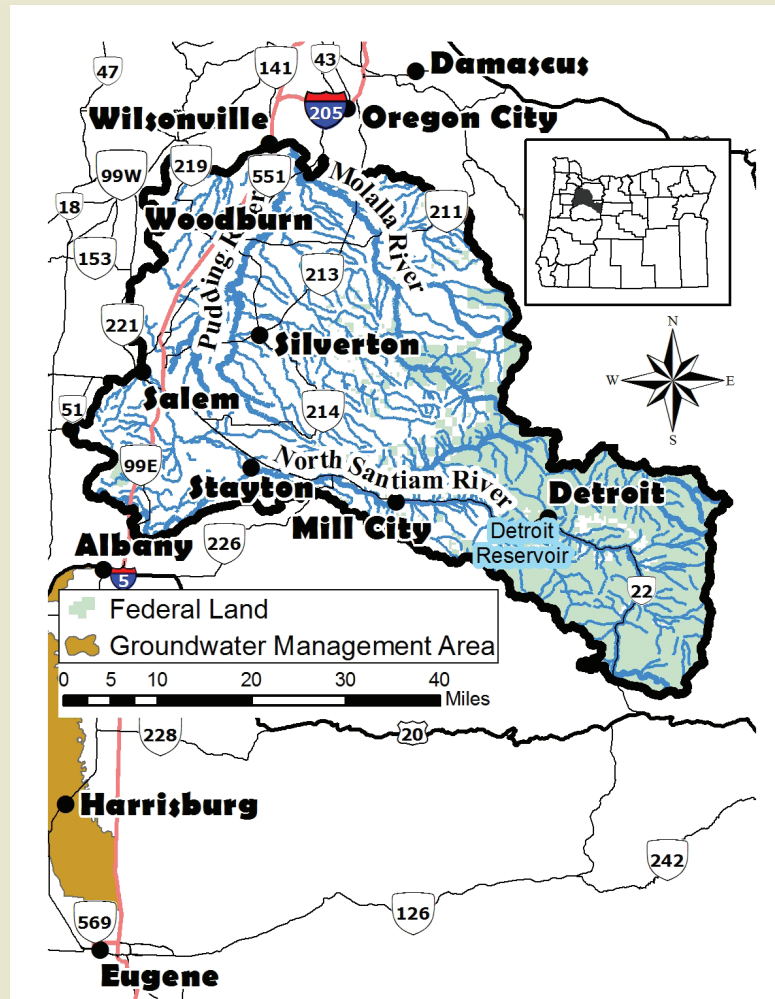 47
141
43
Damascus
205
Oregon City
Wilsonville
99W
219
551
Molalla River
18
Woodburn
211
153
Pudding River
213
221
N
Silverton
W
E
51
Salem
214
S
99E
North Santiam River
Stayton
Detroit
Mill City
Detroit
Reservoir
Albany
226
5
22
Federal Land
Groundwater Management Area
0 5 10 20 30 40
Miles
228
20
Harrisburg
242
126
569
Eugene